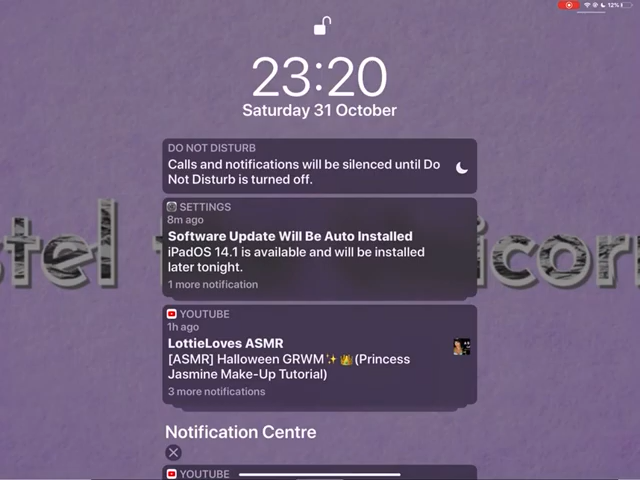 12%
23:20
Saturday 31 October
DO NOT DISTURB
Calls and notifications will be silenced until Do
Not Disturb is turned off.
SETTINGS
8m ago
Software Update Will Be Auto Installed
iPadOS 14.1 is available and will be installed
later tonight.
1 more notification
stel
icorn
YOUTUBE
1h ago
LottieLoves ASMR
[ASMR] Halloween GRWM✨👑(Princess
Jasmine Make-Up Tutorial)
3 more notifications
Notification Centre
YOUTUBE